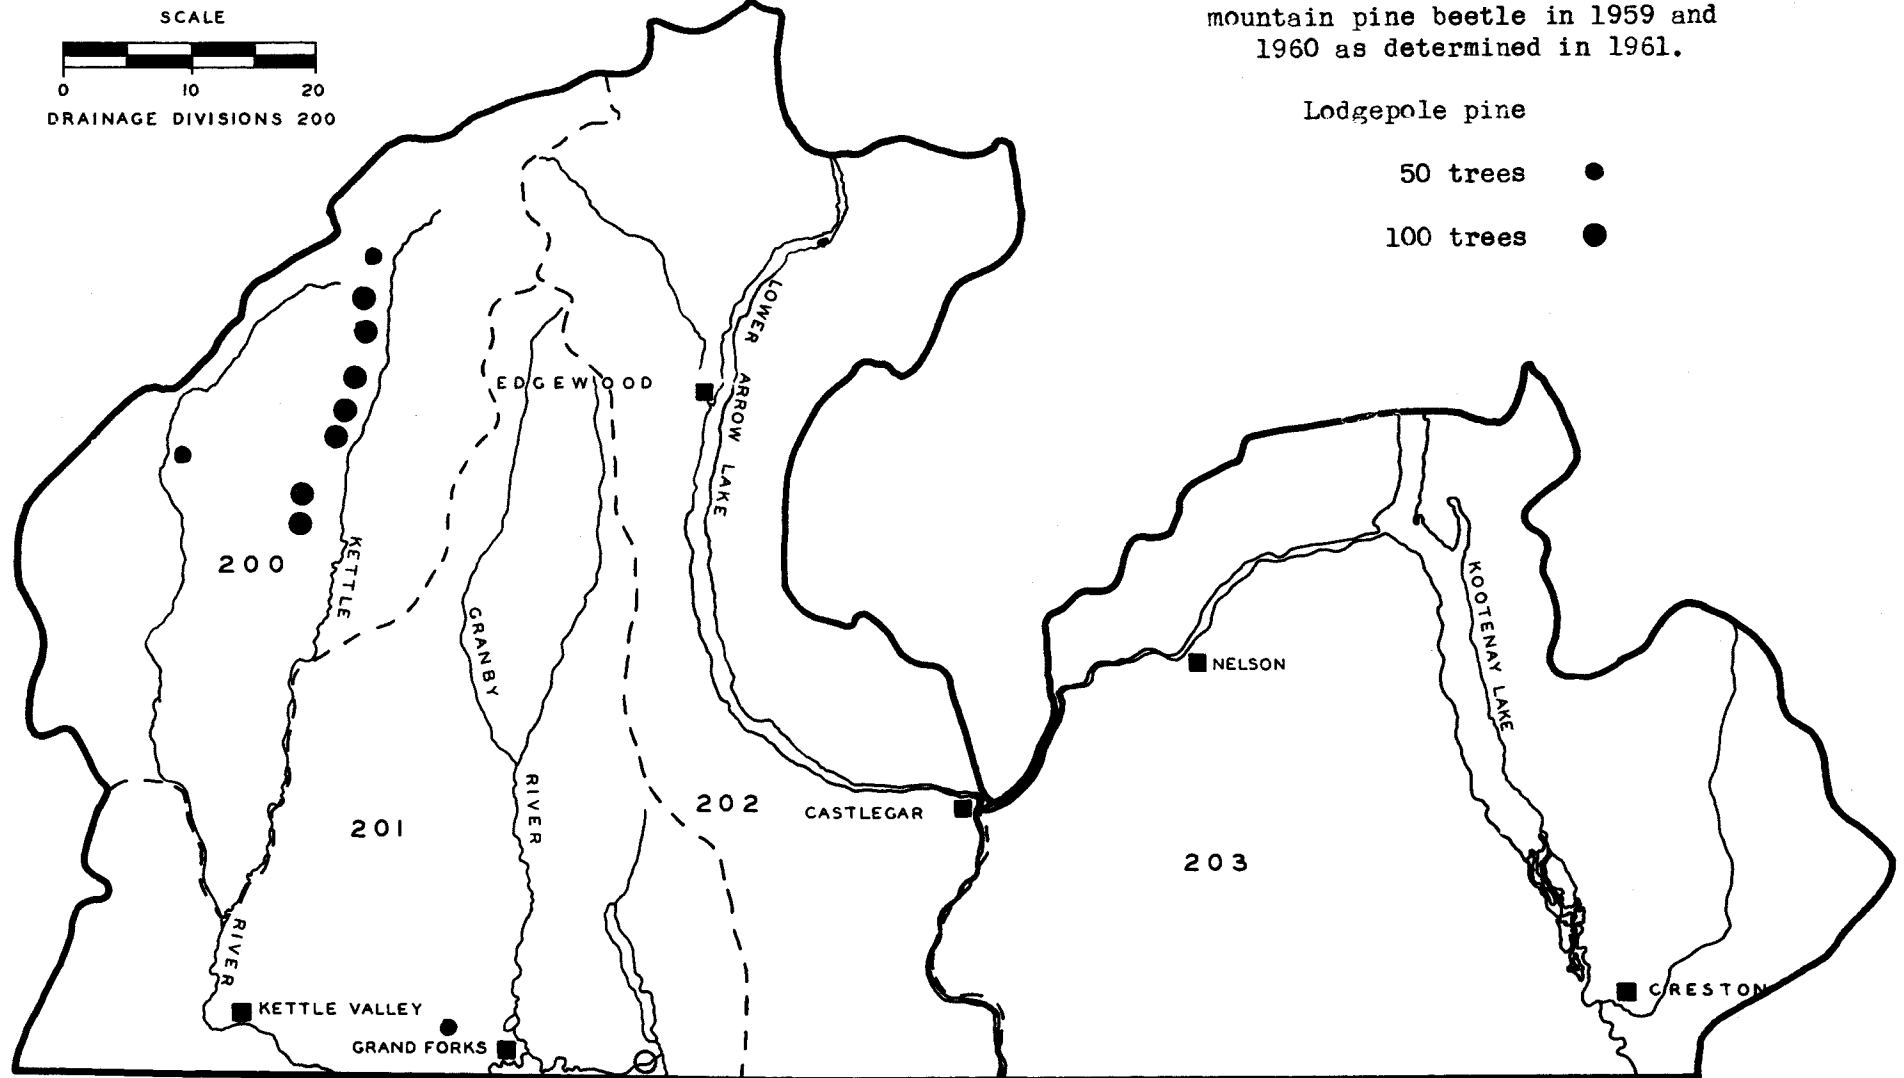 SCALE
0 10 20
DRAINAGE DIVISIONS 200
mountain pine beetle in 1959 and
1960 as determined in 1961.
Lodgepole pine
50 trees
100 trees
LOWER ARROW LAKE
EDGEWOOD
200
KETTLE RIVER
GRANBY RIVER
KOOTENAY LAKE
NELSON
201
202
CASTLEGAR
203
CRESTON
KETTLE VALLEY
GRAND FORKS